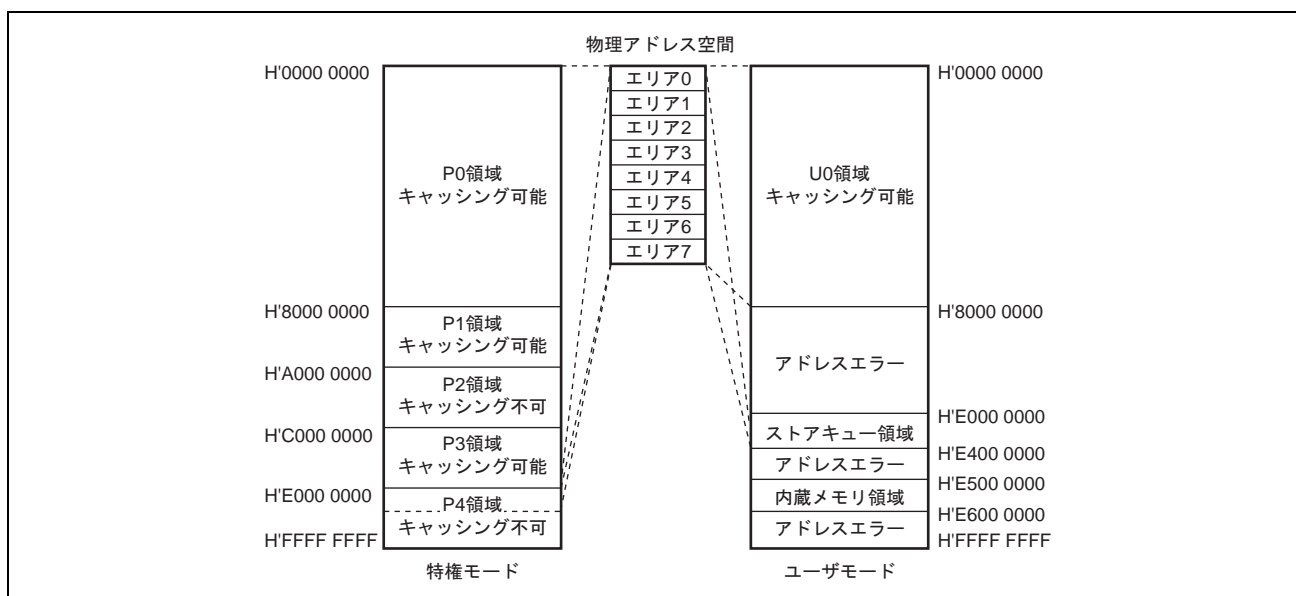 物理アドレス空間
H'0000 0000
P0領域
キャッシング可能
H'8000 0000
P1領域
キャッシング可能
H'A000 0000
P2領域
キャッシング不可
H'C000 0000
P3領域
キャッシング可能
H'E000 0000
P4領域
キャッシング不可
H'FFFF FFFF
特権モード
エリア0
エリア1
エリア2
エリア3
エリア4
エリア5
エリア6
エリア7
H'0000 0000
U0領域
キャッシング可能
H'8000 0000
アドレスエラー
H'E000 0000
ストアキュー領域
H'E400 0000
アドレスエラー
H'E500 0000
内蔵メモリ領域
H'E600 0000
アドレスエラー
H'FFFF FFFF
ユーザモード